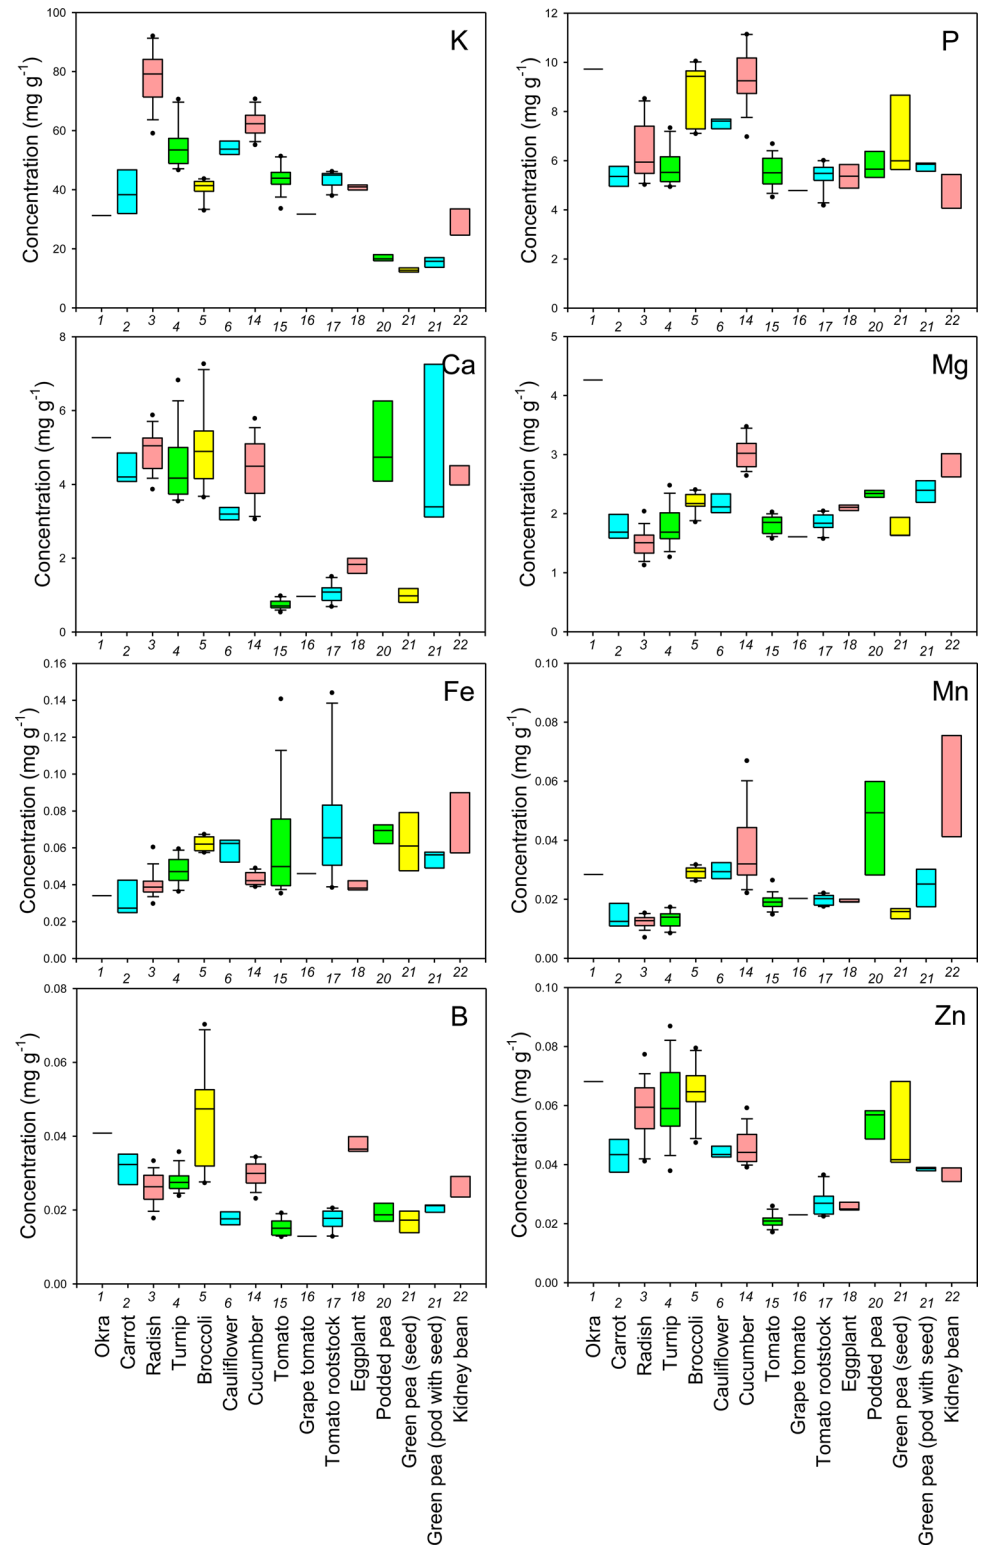 K
Concentration (mg g-1)
100
80
60
40
20
0
1 2 3 4 5 6 14 15 16 17 18 20 21 21 22
P
Concentration (mg g-1)
12
10
8
6
4
2
0
1 2 3 4 5 6 14 15 16 17 18 20 21 21 22
Ca
Concentration (mg g-1)
8
6
4
2
0
1 2 3 4 5 6 14 15 16 17 18 20 21 21 22
Mg
Concentration (mg g-1)
5
4
3
2
1
0
1 2 3 4 5 6 14 15 16 17 18 20 21 21 22
Fe
Concentration (mg g-1)
0.16
0.14
0.12
0.10
0.08
0.06
0.04
0.02
0.00
1 2 3 4 5 6 14 15 16 17 18 20 21 21 22
Mn
Concentration (mg g-1)
0.10
0.08
0.06
0.04
0.02
0.00
1 2 3 4 5 6 14 15 16 17 18 20 21 21 22
B
Concentration (mg g-1)
0.08
0.06
0.04
0.02
0.00
1 2 3 4 5 6 14 15 16 17 18 20 21 21 22
Okra
Carrot
Radish
Turnip
Broccoli
Cauliflower
Cucumber
Tomato
Grape tomato
Tomato rootstock
Eggplant
Podded pea
Green pea (seed)
Green pea (pod with seed)
Kidney bean
Zn
Concentration (mg g-1)
0.10
0.08
0.06
0.04
0.02
0.00
1 2 3 4 5 6 14 15 16 17 18 20 21 21 22
Okra
Carrot
Radish
Turnip
Broccoli
Cauliflower
Cucumber
Tomato
Grape tomato
Tomato rootstock
Eggplant
Podded pea
Green pea (seed)
Green pea (pod with seed)
Kidney bean